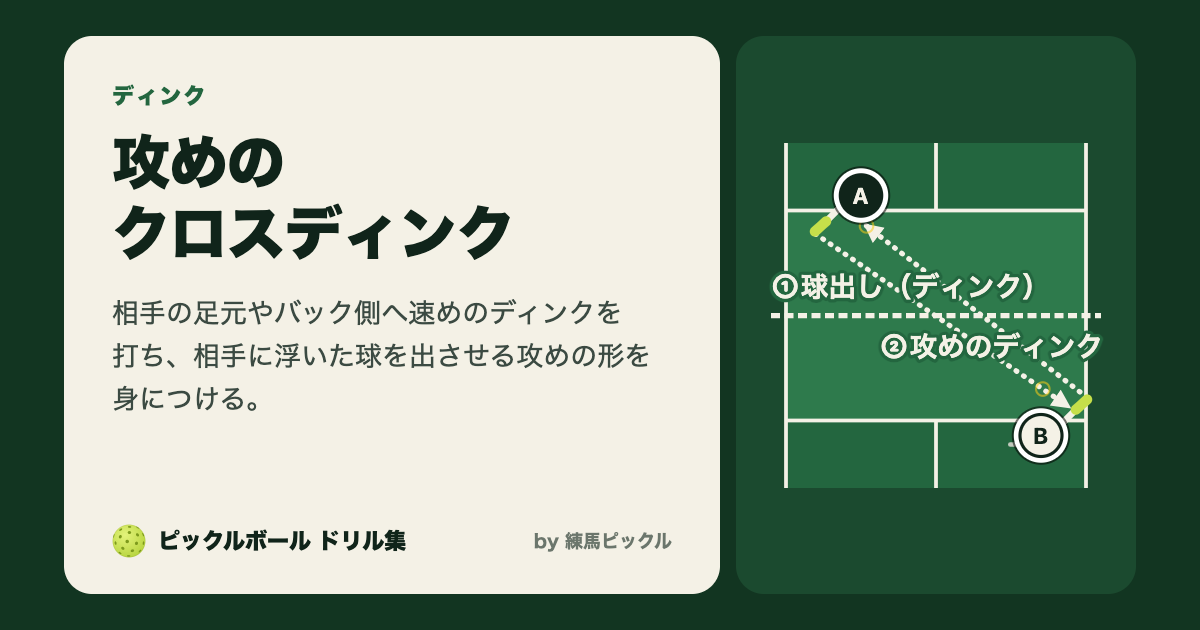 ディンク
攻めの
クロスディンク
相手の足元やバック側へ速めのディンクを
打ち、相手に浮いた球を出させる攻めの形を
身につける。
ピックルボール ドリル集
by 練馬ピックル
A
①球出し（ディンク）
②攻めのディンク
B